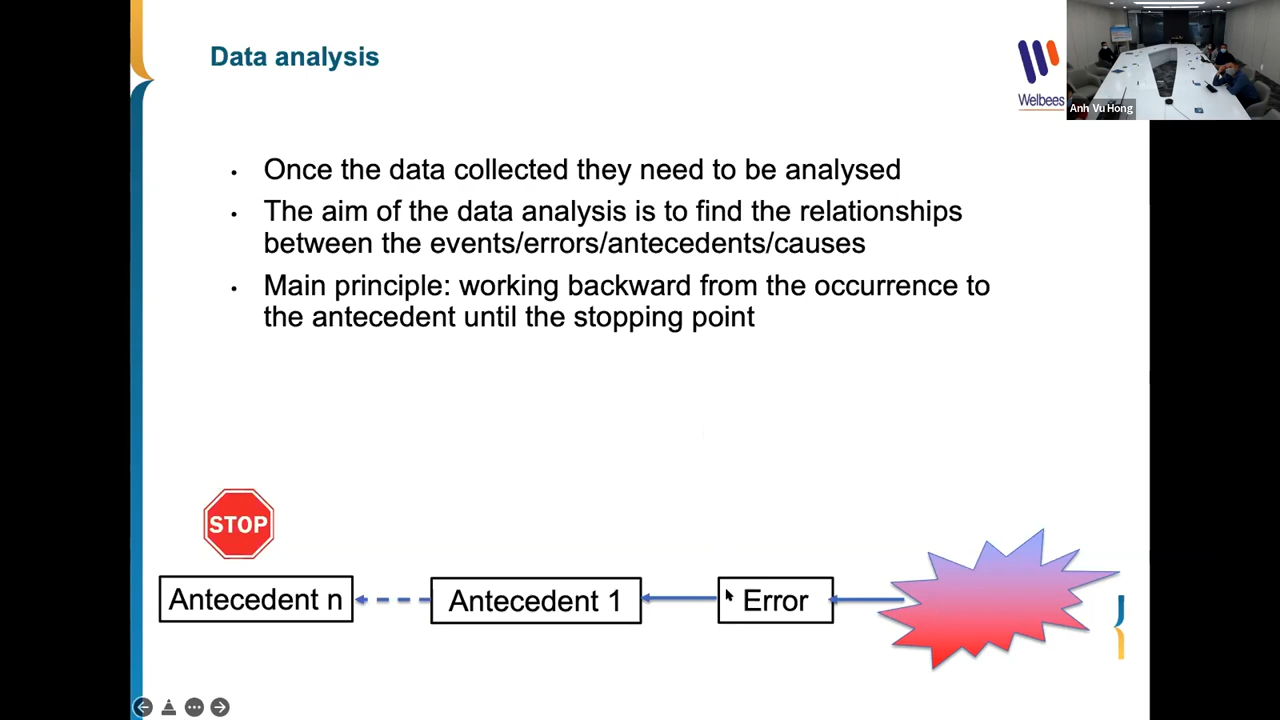 Data analysis
Welbees
Anh Vu Hong
Once the data collected they need to be analysed
The aim of the data analysis is to find the relationships
between the events/errors/antecedents/causes
Main principle: working backward from the occurrence to
the antecedent until the stopping point
STOP
Antecedent n
Antecedent 1
Error